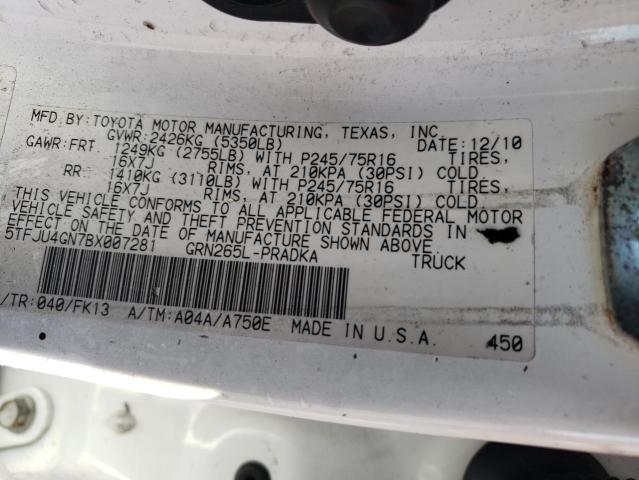 MFD.BY:TOYOTA MOTOR MANUFACTURING, TEXAS, INC.
GVWR:2426KG (5350LB) DATE:12/10
GAWR:FRT 1249KG (2755LB) WITH P245/75R16 TIRES,
16X7J RIMS, AT 210KPA (30PSI) COLD
RR 1410KG (3110LB) WITH P245/75R16 TIRES,
16X7J RIMS, AT 210KPA (30PSI) COLD
THIS VEHICLE CONFORMS TO ALL APPLICABLE FEDERAL MOTOR
VEHICLE SAFETY AND THEFT PREVENTION STANDARDS IN
EFFECT ON THE DATE OF MANUFACTURE SHOWN ABOVE.
5TFJU4GN7BX007281 GRN265L-PRADKA TRUCK
/TR:040/FK13 A/TM:A04A/A750E MADE IN U.S.A. 450